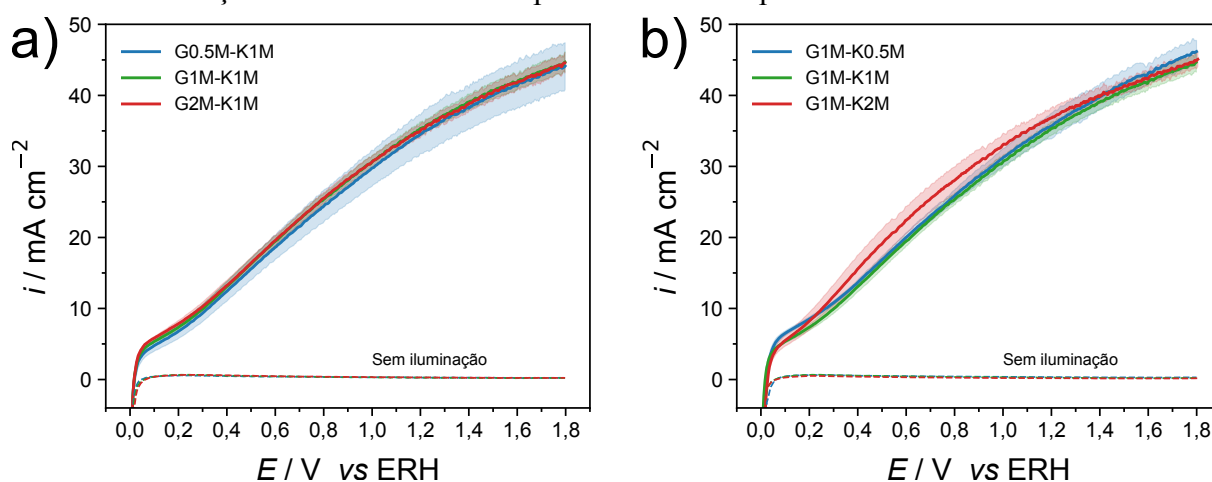 a)
G0.5M-K1M
G1M-K1M
G2M-K1M
Sem iluminação
i / mA cm⁻²
50
40
30
20
10
0
0,0 0,2 0,4 0,6 0,8 1,0 1,2 1,4 1,6 1,8
E / V vs ERH
b)
G1M-K0.5M
G1M-K1M
G1M-K2M
Sem iluminação
i / mA cm⁻²
50
40
30
20
10
0
0,0 0,2 0,4 0,6 0,8 1,0 1,2 1,4 1,6 1,8
E / V vs ERH